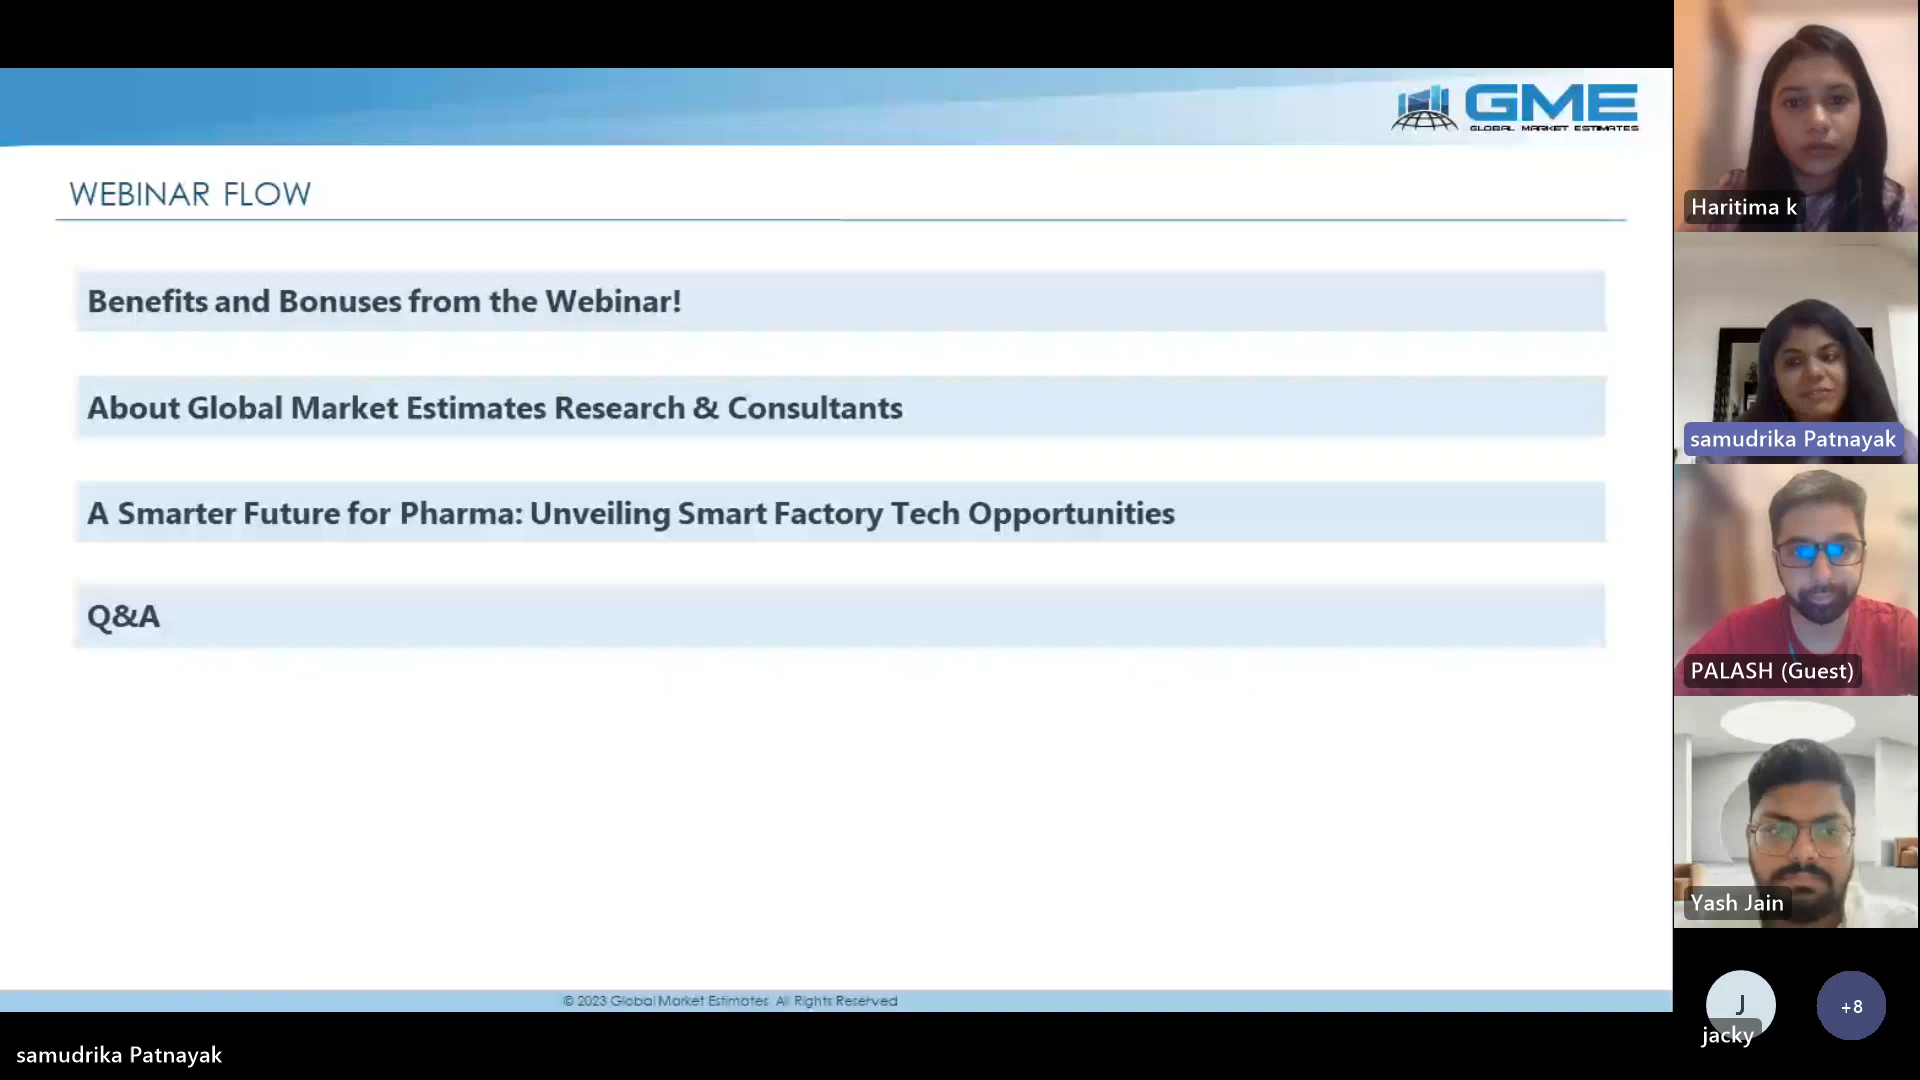 GME
GLOBAL MARKET ESTIMATES
WEBINAR FLOW
Benefits and Bonuses from the Webinar!
About Global Market Estimates Research & Consultants
A Smarter Future for Pharma: Unveiling Smart Factory Tech Opportunities
Q&A
© 2023 Global Market Estimates. All Rights Reserved
samudrika Patnayak
Haritima k
samudrika Patnayak
PALASH (Guest)
Yash Jain
J
jacky
+8